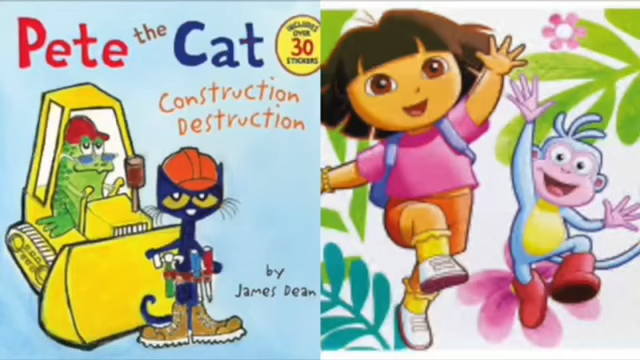 Pete the Cat
INCLUDES
OVER
30
STICKERS
Construction
Destruction
by
James Dean